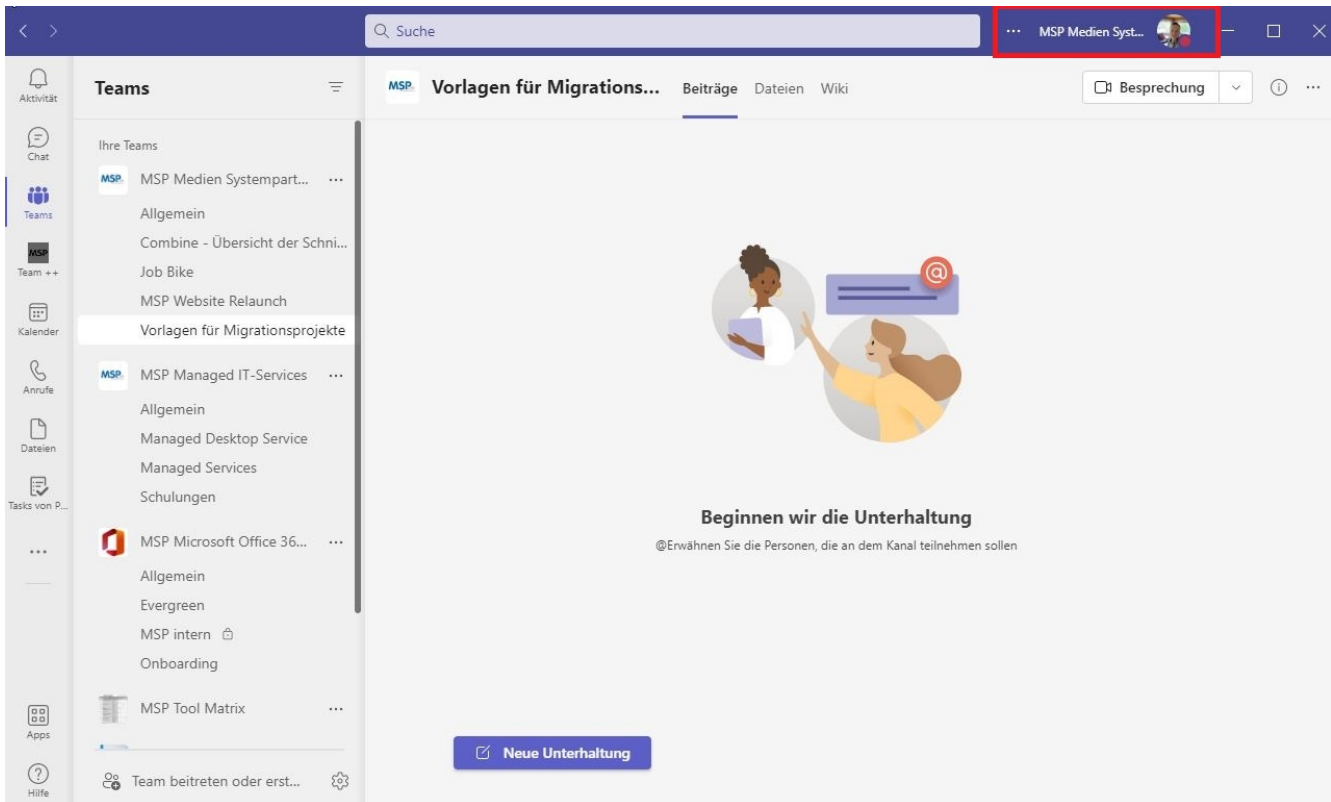 Suche
MSP Medien Syst...
Aktivität
Chat
Teams
MSP
Team ++
Kalender
Anrufe
Dateien
Tasks von P...
Apps
Hilfe
Teams
Ihre Teams
MSP MSP Medien Systempart...
Allgemein
Combine - Übersicht der Schni...
Job Bike
MSP Website Relaunch
Vorlagen für Migrationsprojekte
MSP MSP Managed IT-Services
Allgemein
Managed Desktop Service
Managed Services
Schulungen
MSP Microsoft Office 36...
Allgemein
Evergreen
MSP intern
Onboarding
MSP Tool Matrix
Team beitreten oder erst...
MSP Vorlagen für Migrations... Beiträge Dateien Wiki
Besprechung
@
Beginnen wir die Unterhaltung
@Erwähnen Sie die Personen, die an dem Kanal teilnehmen sollen
Neue Unterhaltung